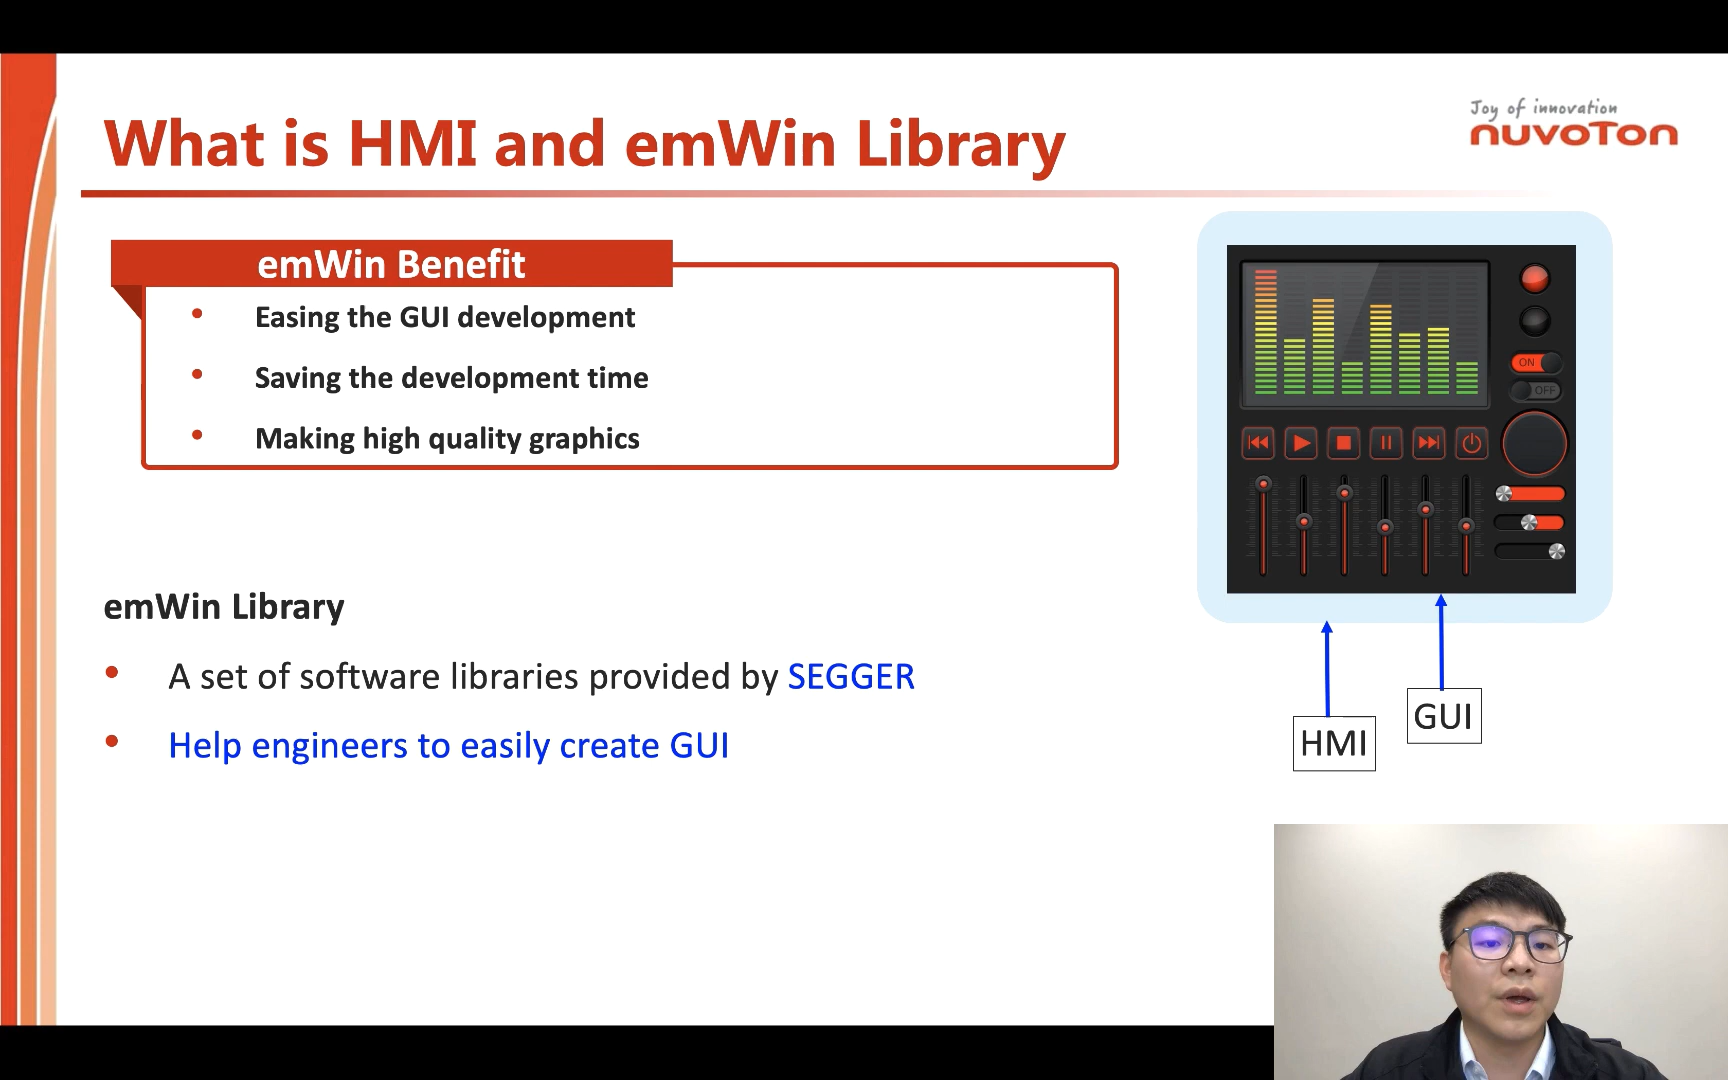 What is HMI and emWin Library
Joy of innovation
nuvoTon
emWin Benefit
• Easing the GUI development
• Saving the development time
• Making high quality graphics
ON
OFF
emWin Library
• A set of software libraries provided by SEGGER
• Help engineers to easily create GUI
GUI
HMI